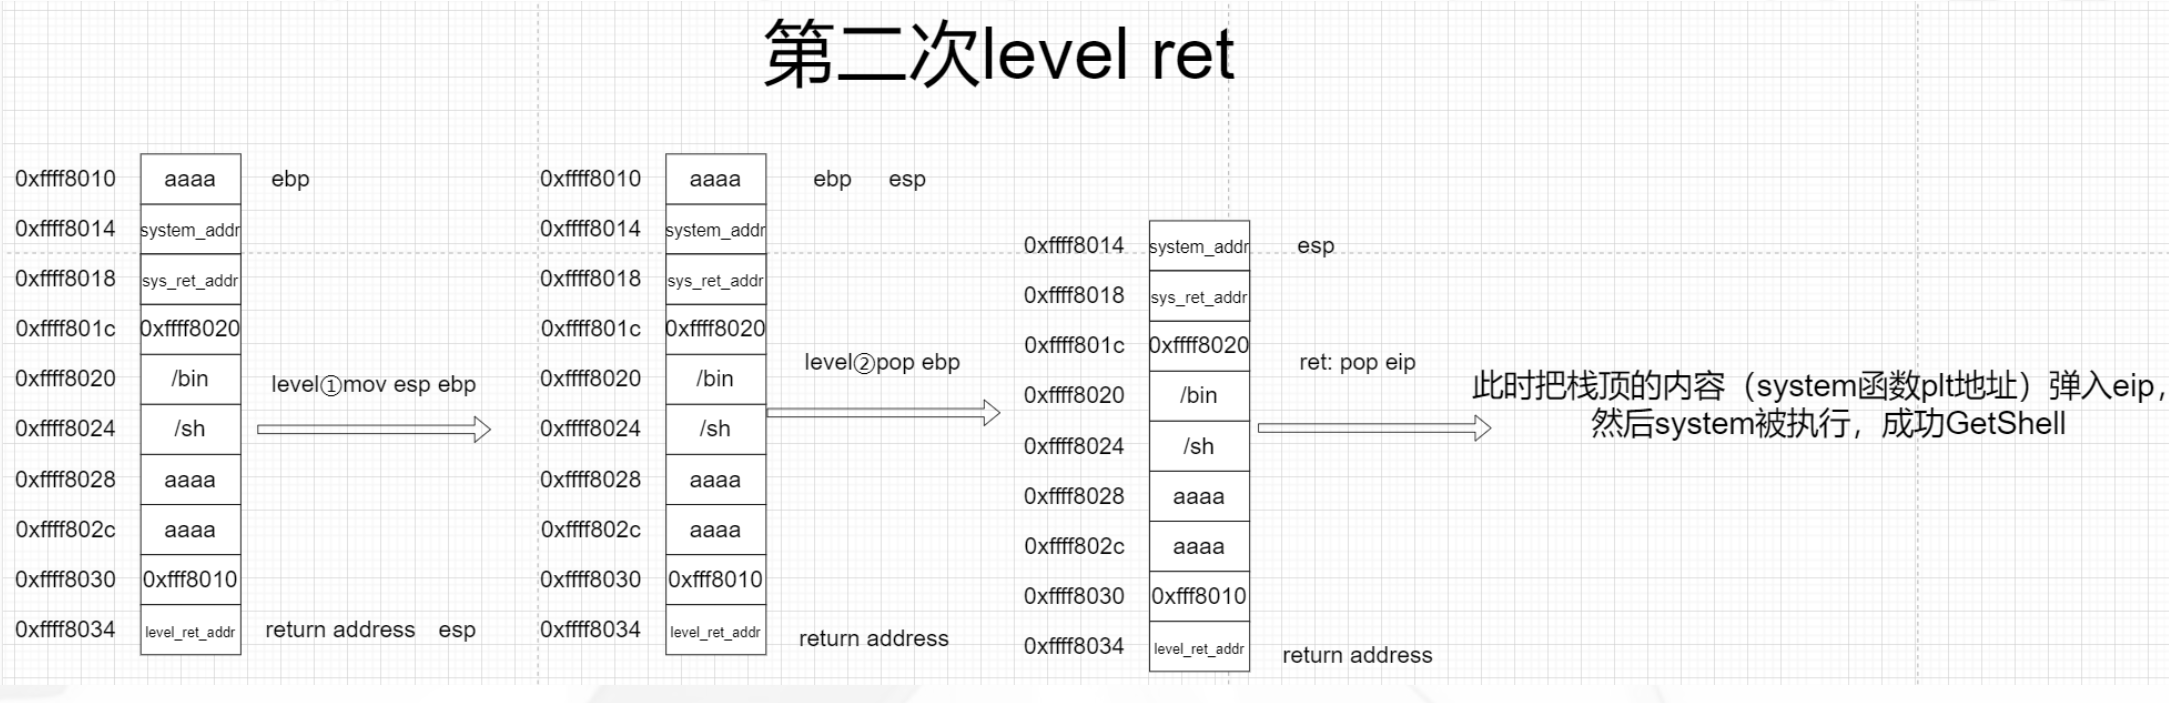 第二次level ret
0xffff8010 aaaa ebp
0xffff8014 system_addr
0xffff8018 sys_ret_addr
0xffff801c 0xffff8020
0xffff8020 /bin
0xffff8024 /sh
0xffff8028 aaaa
0xffff802c aaaa
0xffff8030 0xfff8010
0xffff8034 level_ret_addr return address esp
level①mov esp ebp
0xffff8010 aaaa ebp esp
0xffff8014 system_addr
0xffff8018 sys_ret_addr
0xffff801c 0xffff8020
0xffff8020 /bin
0xffff8024 /sh
0xffff8028 aaaa
0xffff802c aaaa
0xffff8030 0xfff8010
0xffff8034 level_ret_addr return address
level②pop ebp
0xffff8014 system_addr esp
0xffff8018 sys_ret_addr
0xffff801c 0xffff8020
0xffff8020 /bin
0xffff8024 /sh
0xffff8028 aaaa
0xffff802c aaaa
0xffff8030 0xfff8010
0xffff8034 level_ret_addr return address
ret: pop eip
此时把栈顶的内容（system函数plt地址）弹入eip，
然后system被执行，成功GetShell